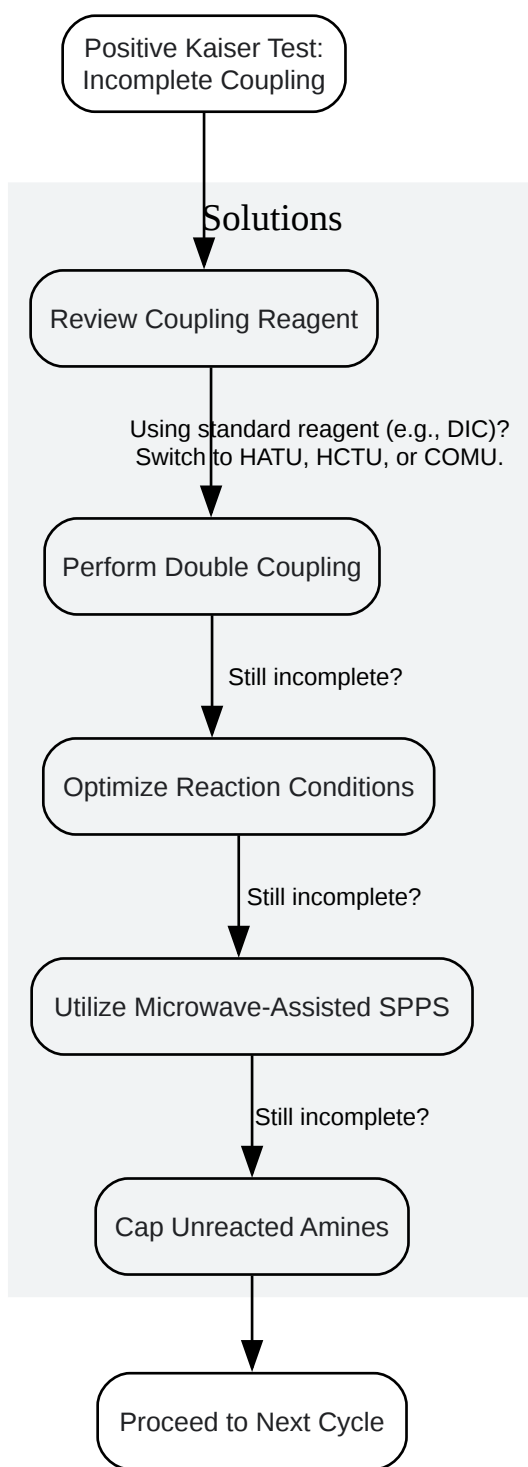 Positive Kaiser Test:
Incomplete Coupling
Solutions
Review Coupling Reagent
Using standard reagent (e.g., DIC)?
Switch to HATU, HCTU, or COMU.
Perform Double Coupling
Still incomplete?
Optimize Reaction Conditions
Still incomplete?
Utilize Microwave-Assisted SPPS
Still incomplete?
Cap Unreacted Amines
Proceed to Next Cycle